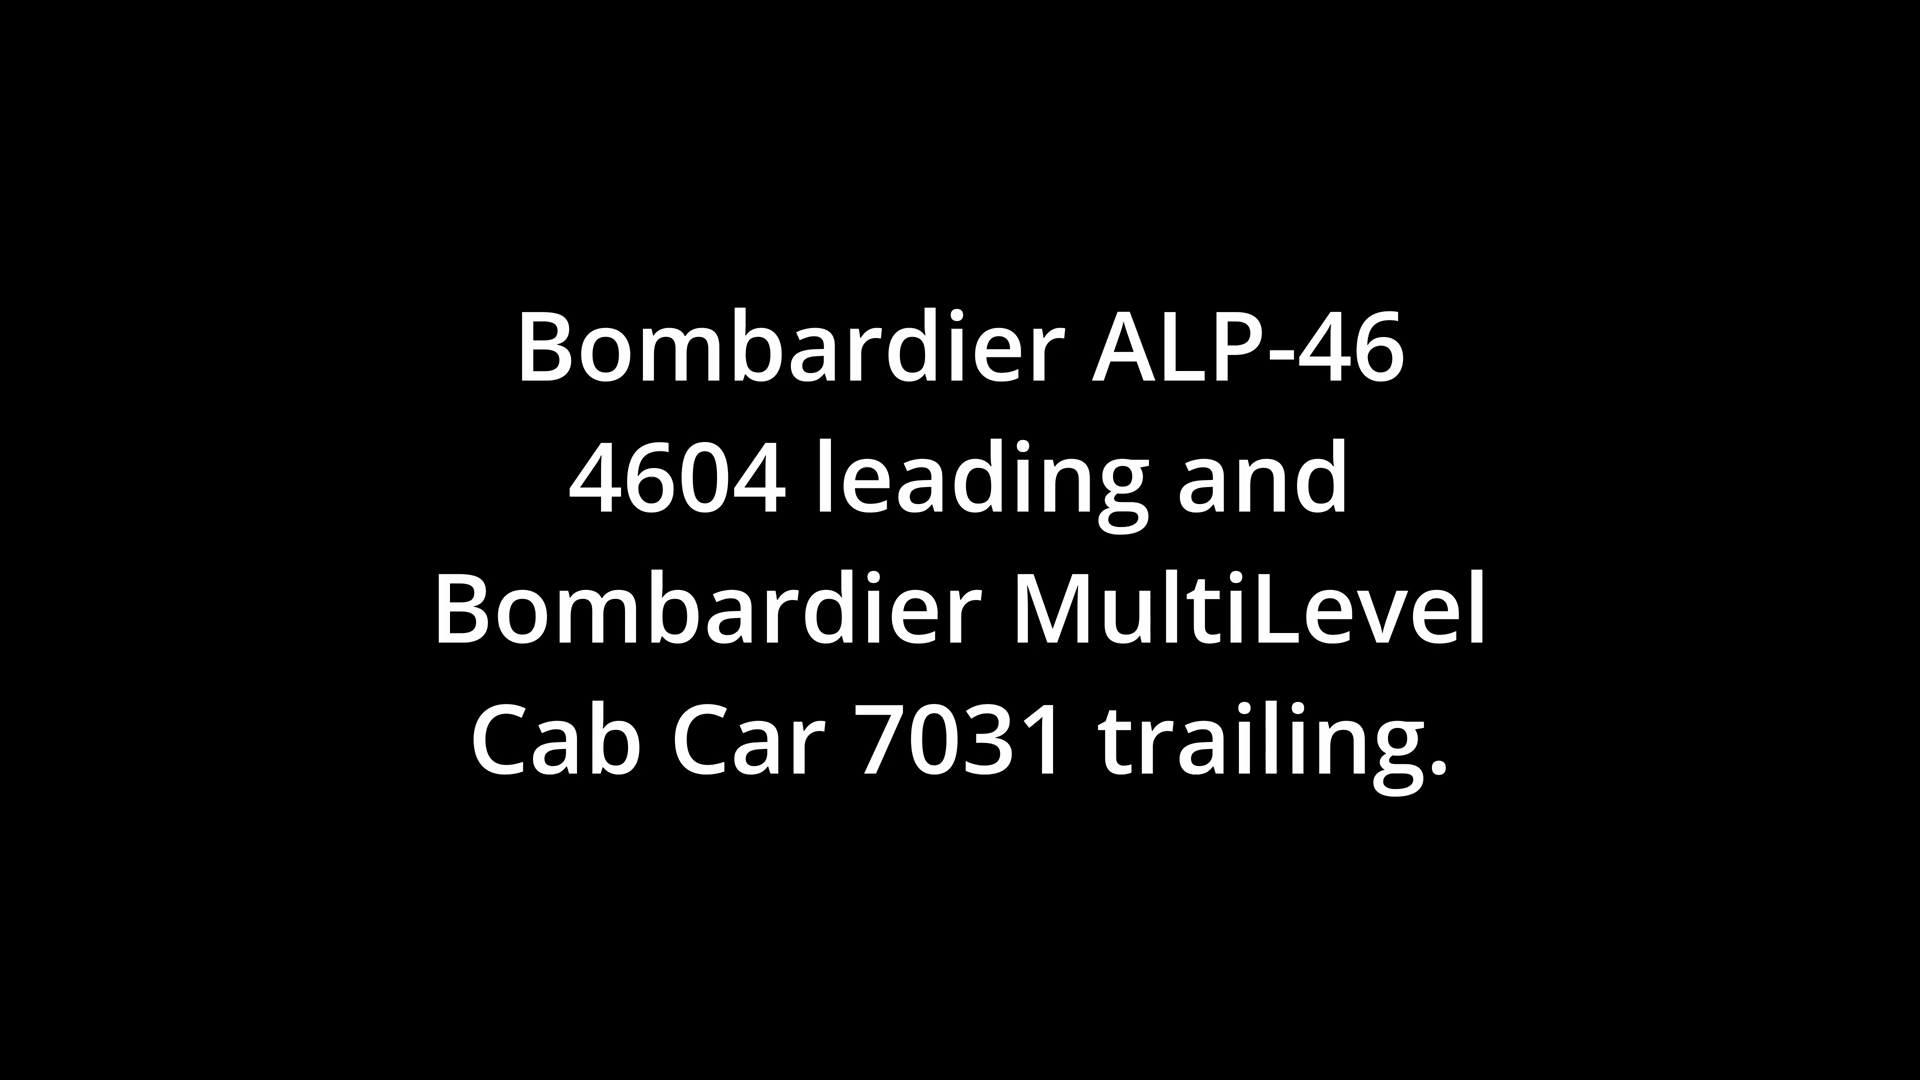 Bombardier ALP-46
4604 leading and
Bombardier MultiLevel
Cab Car 7031 trailing.